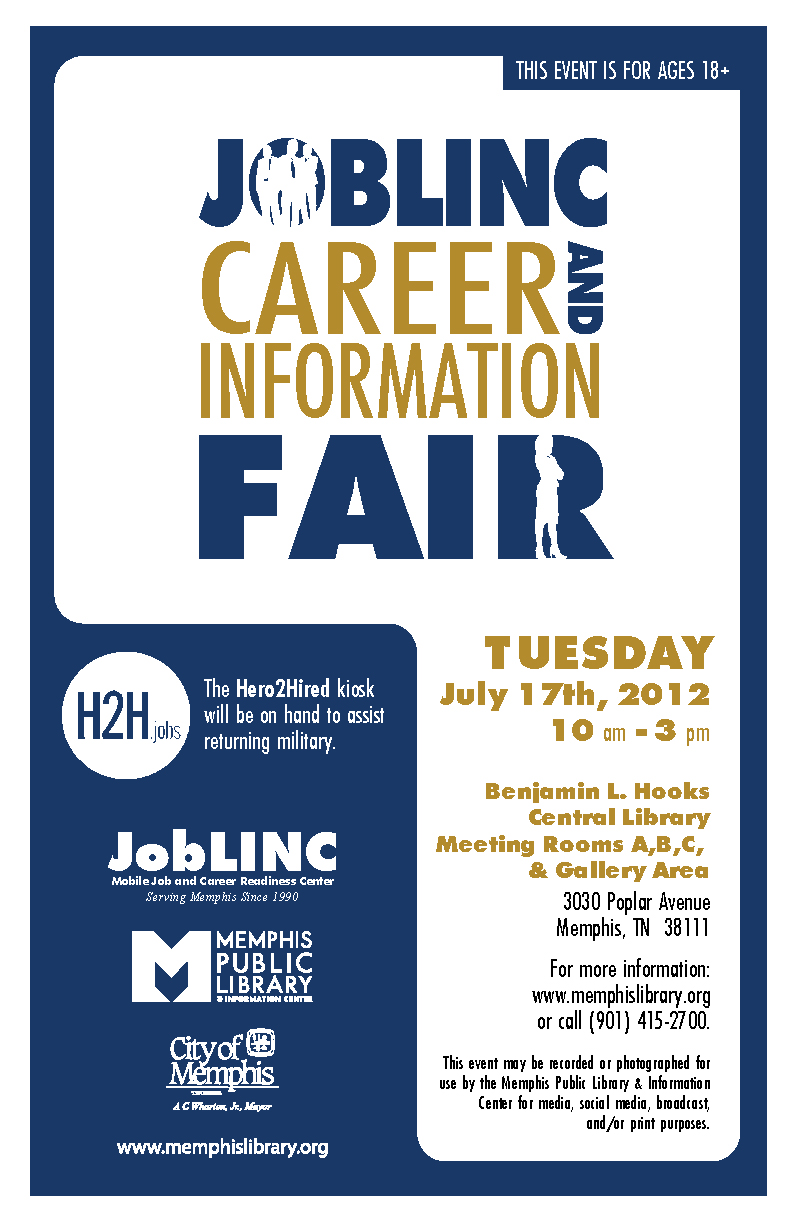 THIS EVENT IS FOR AGES 18+
JOBLINC
CAREER AND
INFORMATION
FAIR
H2H.jobs
The Hero2Hired kiosk
will be on hand to assist
returning military.
JobLINC
Mobile Job and Career Readiness Center
Serving Memphis Since 1990
MEMPHIS
PUBLIC
LIBRARY
& INFORMATION CENTER
City of
Memphis
A C Wharton, Jr., Mayor
www.memphislibrary.org
TUESDAY
July 17th, 2012
10 am - 3 pm
Benjamin L. Hooks
Central Library
Meeting Rooms A,B,C,
& Gallery Area
3030 Poplar Avenue
Memphis, TN 38111
For more information:
www.memphislibrary.org
or call (901) 415-2700.
This event may be recorded or photographed for
use by the Memphis Public Library & Information
Center for media, social media, broadcast,
and/or print purposes.